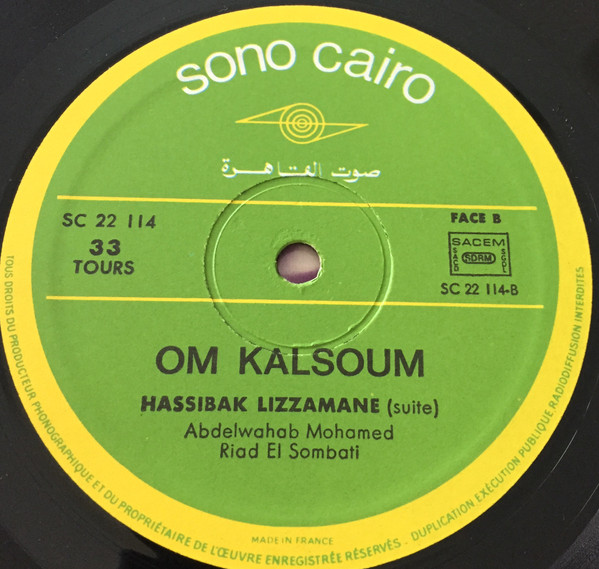 sono cairo
صوت القاهرة
SC 22 114
33
TOURS
FACE B
SACEM
SACD
SDRM
SGDL
SC 22 114-B
OM KALSOUM
HASSIBAK LIZZAMANE (suite)
Abdelwahab Mohamed
Riad El Sombati
MADE IN FRANCE
TOUS DROITS DU PRODUCTEUR PHONOGRAPHIQUE ET DU PROPRIÉTAIRE DE L'ŒUVRE ENREGISTRÉE RÉSERVÉS - DUPLICATION EXÉCUTION PUBLIQUE RADIODIFFUSION INTERDITES